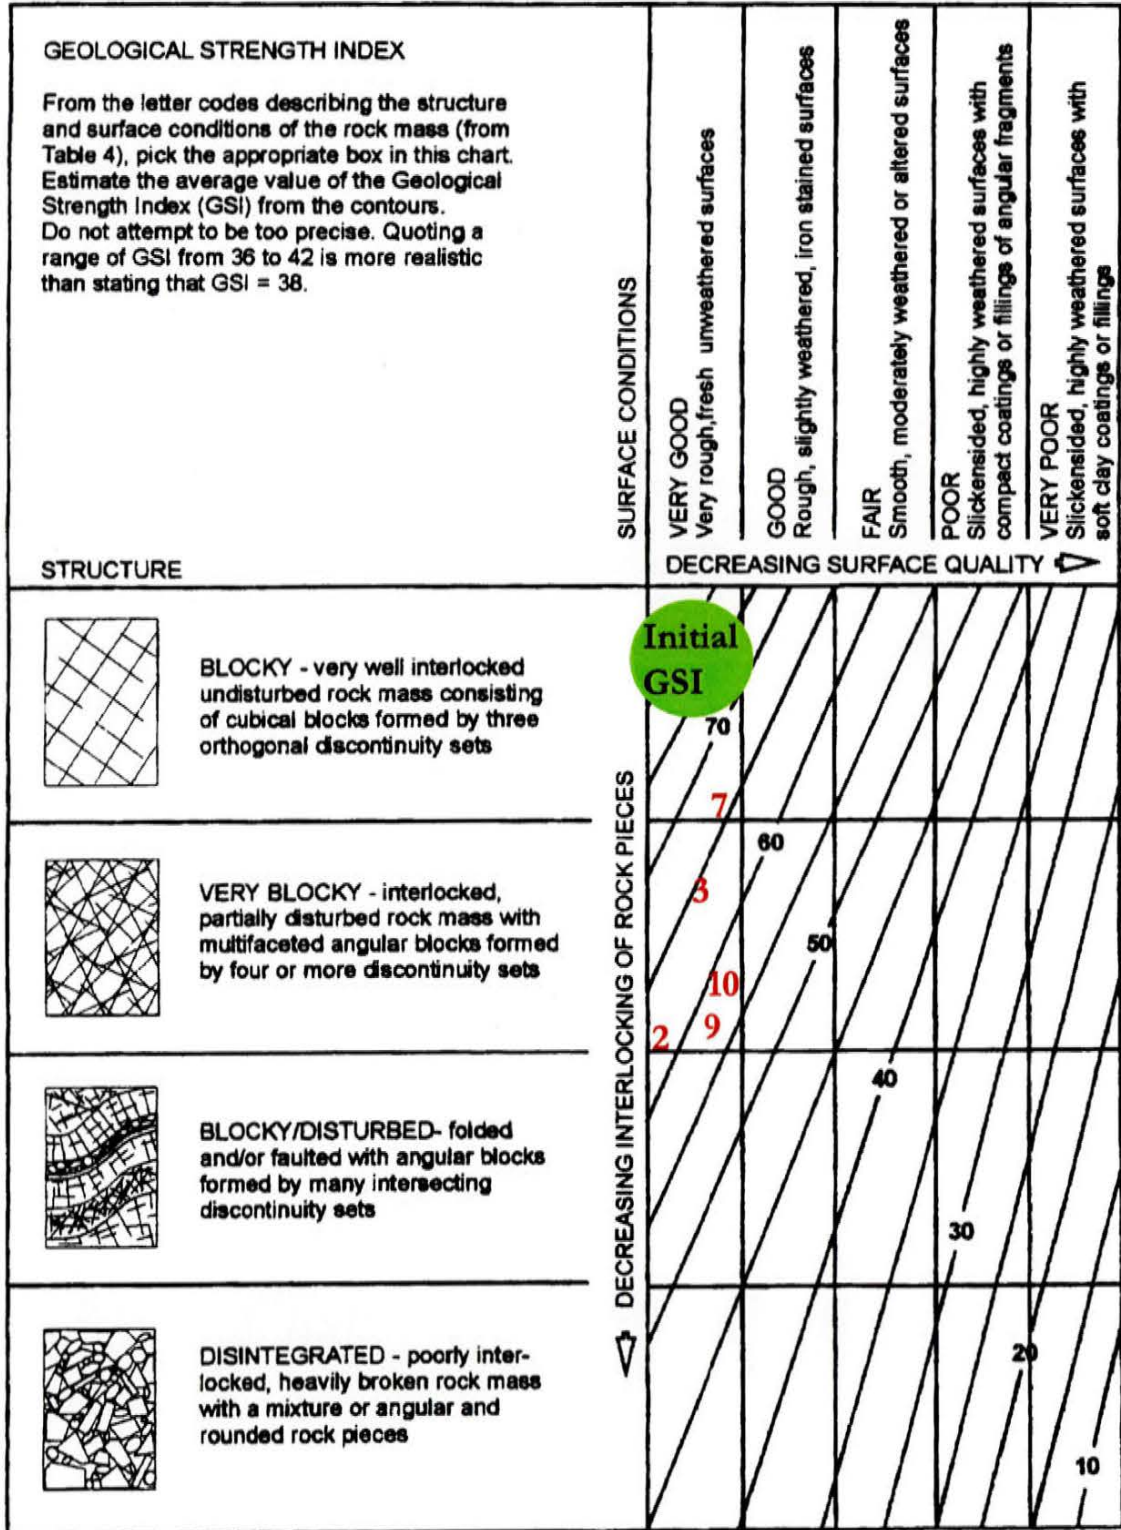 GEOLOGICAL STRENGTH INDEX
From the letter codes describing the structure
and surface conditions of the rock mass (from
Table 4), pick the appropriate box in this chart.
Estimate the average value of the Geological
Strength Index (GSI) from the contours.
Do not attempt to be too precise. Quoting a
range of GSI from 36 to 42 is more realistic
than stating that GSI = 38.
SURFACE CONDITIONS
VERY GOOD
Very rough,fresh unweathered surfaces
GOOD
Rough, slightly weathered, iron stained surfaces
FAIR
Smooth, moderately weathered or altered surfaces
POOR
Slickensided, highly weathered surfaces with
compact coatings or fillings of angular fragments
VERY POOR
Slickensided, highly weathered surfaces with
soft clay coatings or fillings
STRUCTURE
DECREASING SURFACE QUALITY
BLOCKY - very well interlocked
undisturbed rock mass consisting
of cubical blocks formed by three
orthogonal discontinuity sets
VERY BLOCKY - interlocked,
partially disturbed rock mass with
multifaceted angular blocks formed
by four or more discontinuity sets
BLOCKY/DISTURBED- folded
and/or faulted with angular blocks
formed by many intersecting
discontinuity sets
DISINTEGRATED - poorly inter-
locked, heavily broken rock mass
with a mixture or angular and
rounded rock pieces
DECREASING INTERLOCKING OF ROCK PIECES
Initial
GSI
70
7
60
3
50
10
9
2
40
30
20
10